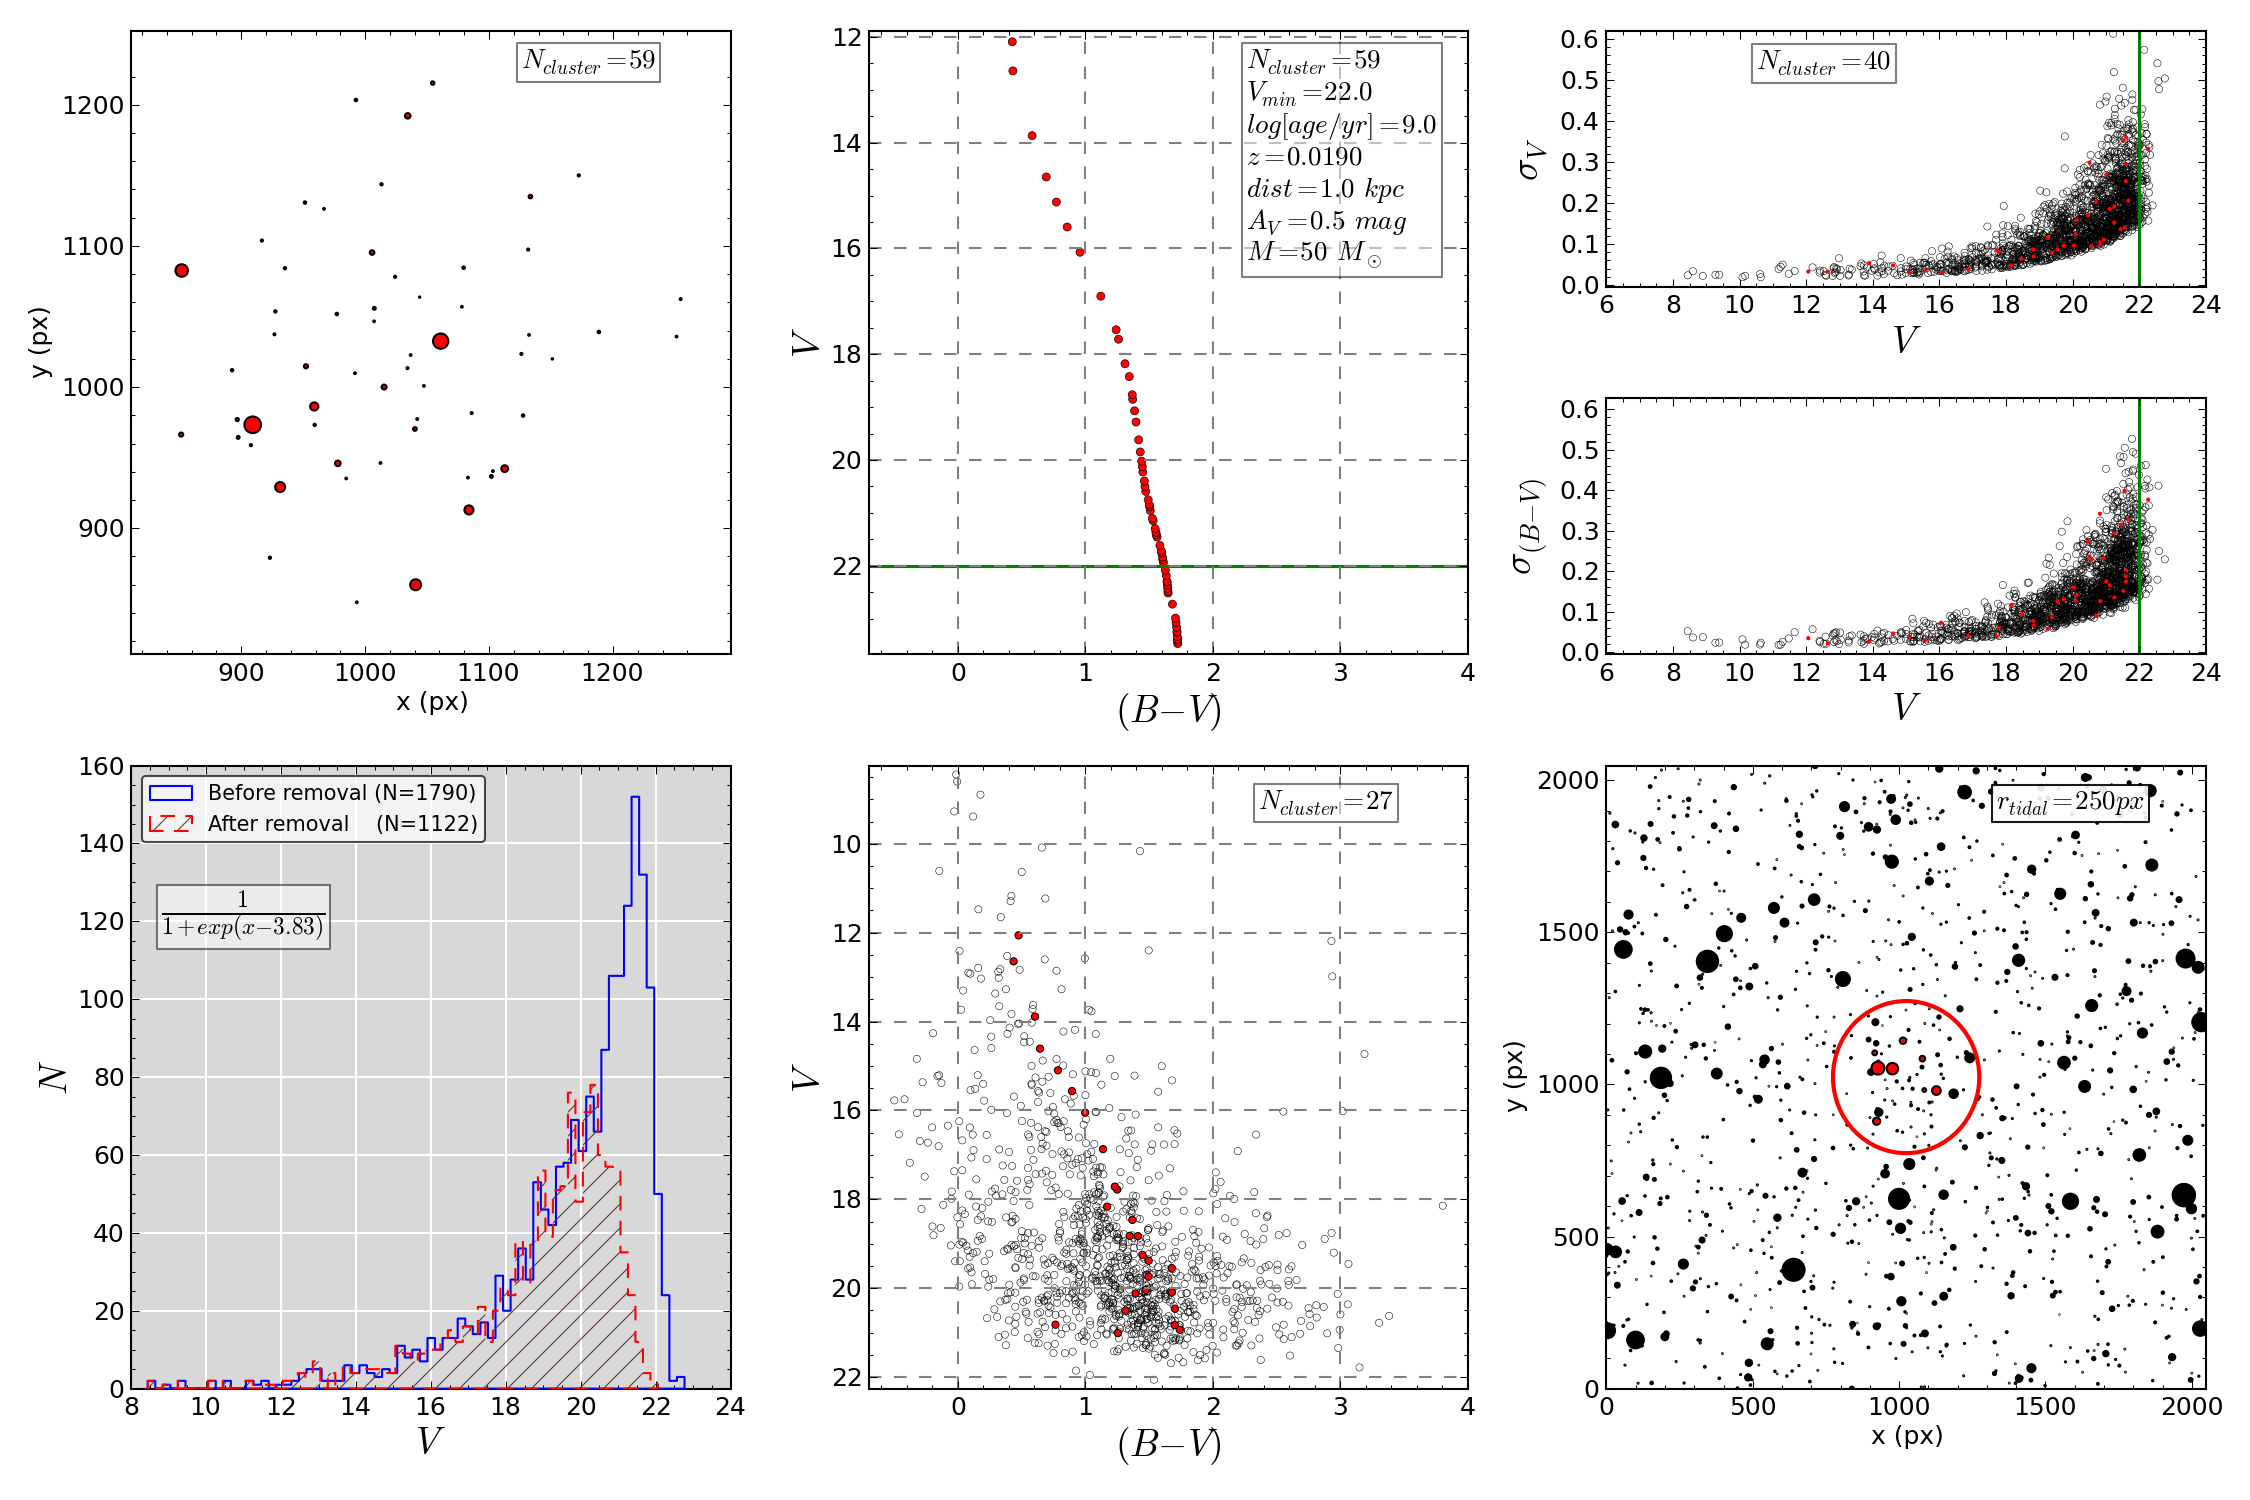 N_cluster=59
1200
1100
1000
900
y (px)
900 1000 1100 1200
x (px)
N_cluster=59
V_min=22.0
log[age/yr]=9.0
z=0.0190
dist=1.0 kpc
A_V=0.5 mag
M=50 M_⊙
12
14
16
18
20
22
V
0 1 2 3 4
(B−V)
N_cluster=40
0.6
0.5
0.4
0.3
0.2
0.1
0.0
σ_V
6 8 10 12 14 16 18 20 22 24
V
0.6
0.5
0.4
0.3
0.2
0.1
0.0
σ_(B−V)
6 8 10 12 14 16 18 20 22 24
V
Before removal (N=1790)
After removal (N=1122)
1
1+exp(x−3.83)
160
140
120
100
80
60
40
20
0
N
8 10 12 14 16 18 20 22 24
V
N_cluster=27
10
12
14
16
18
20
22
V
0 1 2 3 4
(B−V)
r_tidal=250px
2000
1500
1000
500
0
y (px)
0 500 1000 1500 2000
x (px)